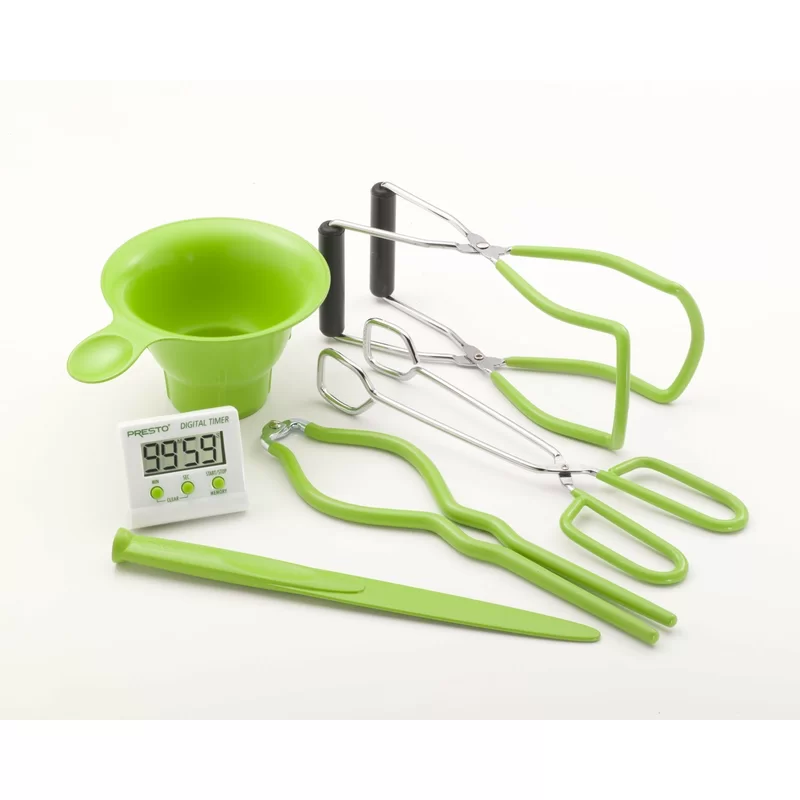 PRESTO® DIGITAL TIMER
99 59
MIN SEC START/STOP
CLEAR MEMORY